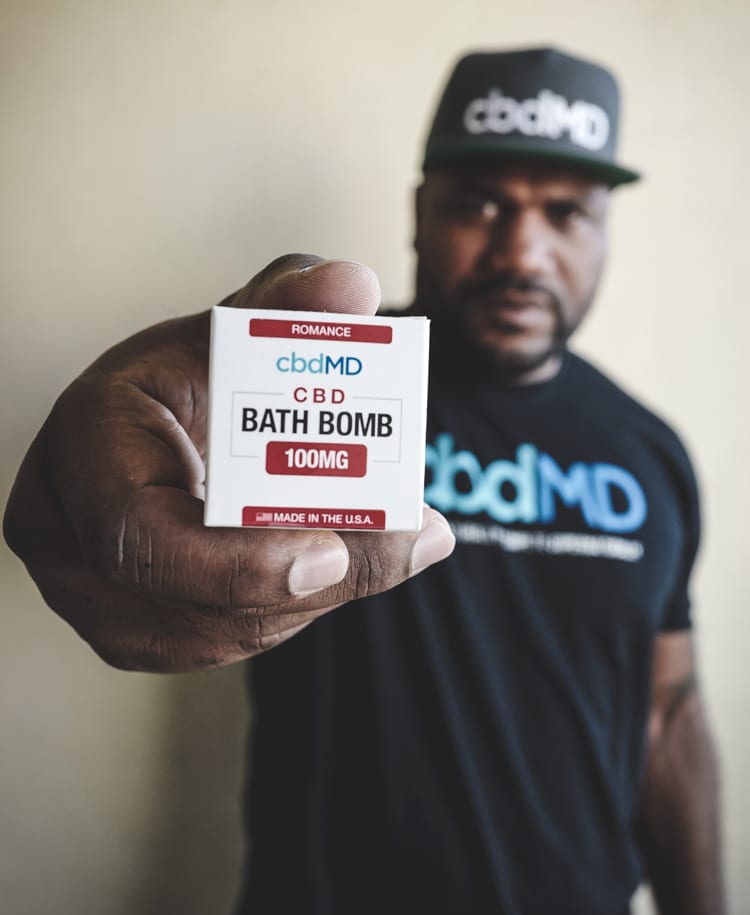 cbdMD
ROMANCE
cbdMD
CBD
BATH BOMB
100MG
MADE IN THE U.S.A.
cbdMD